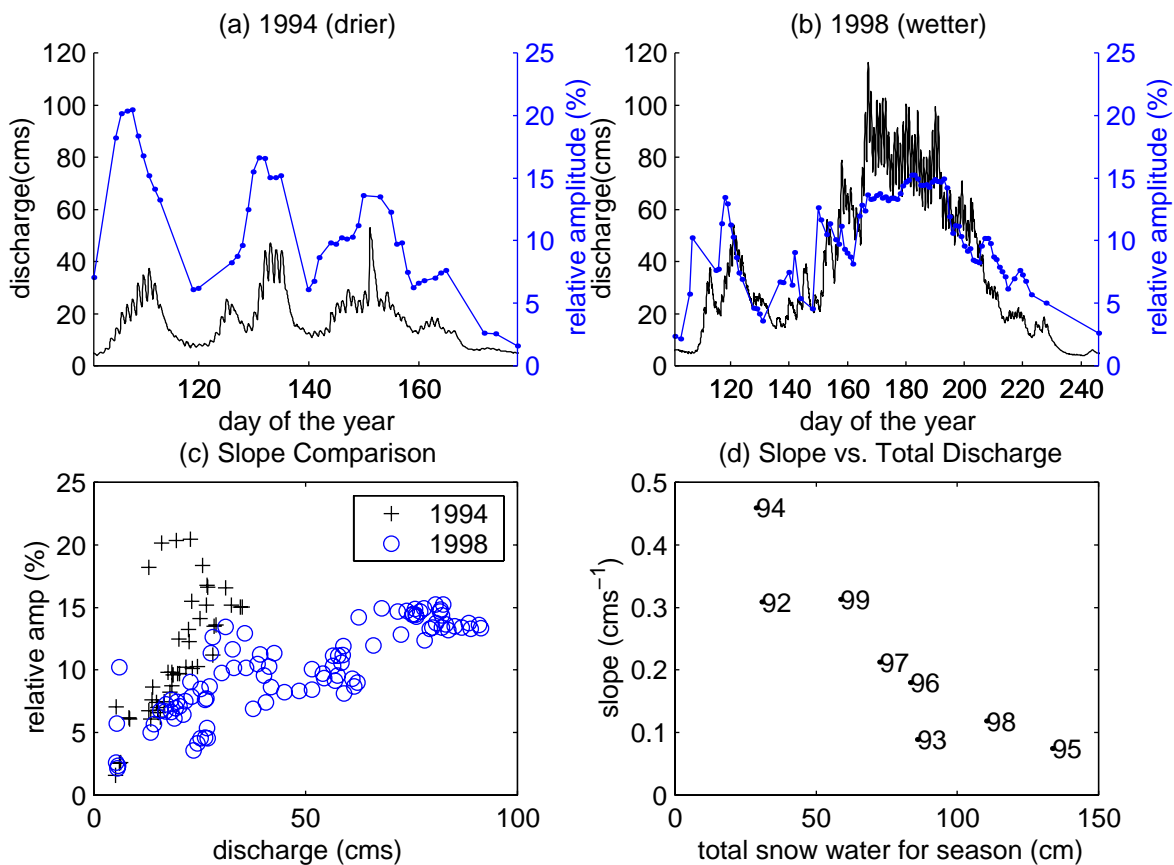 (a) 1994 (drier)
120
100
80
60
40
20
0
discharge(cms)
25
20
15
10
5
0
relative amplitude (%)
120 140 160
day of the year
(b) 1998 (wetter)
120
100
80
60
40
20
0
discharge(cms)
25
20
15
10
5
0
relative amplitude (%)
120 140 160 180 200 220 240
day of the year
(c) Slope Comparison
25
20
15
10
5
0
relative amp (%)
1994
1998
0 50 100
discharge (cms)
(d) Slope vs. Total Discharge
0.5
0.4
0.3
0.2
0.1
0
slope (cms⁻¹)
94
92
99
97
96
93
98
95
0 50 100 150
total snow water for season (cm)